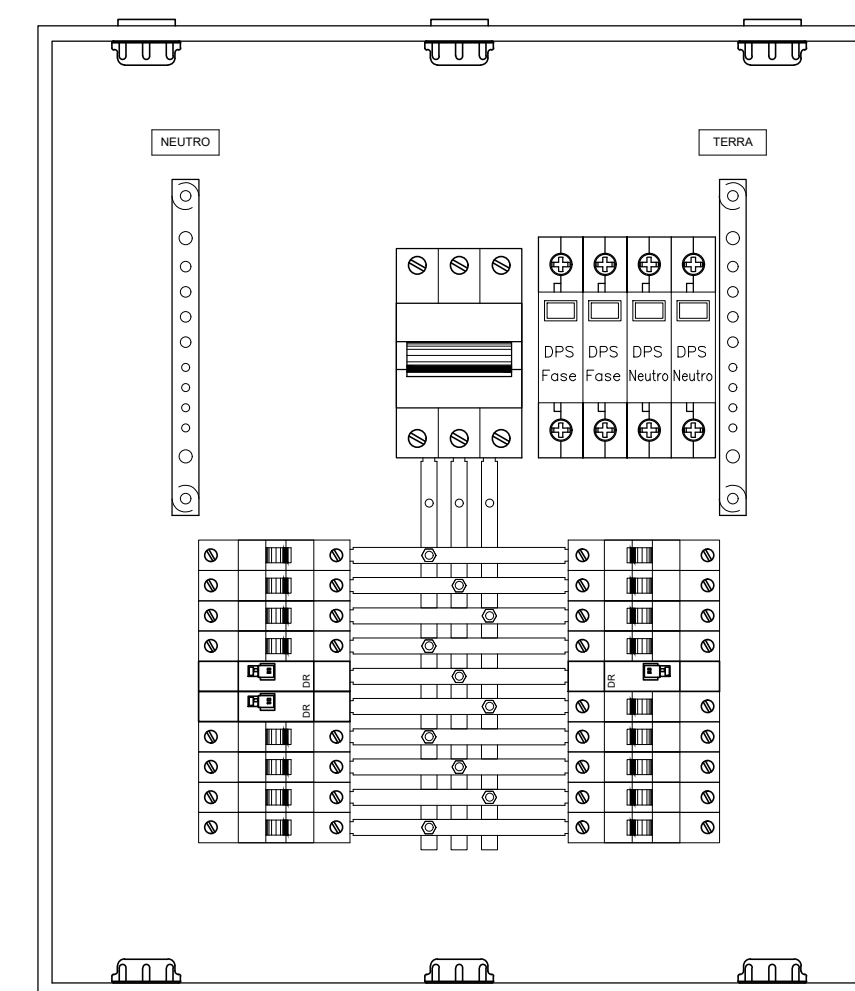 NEUTRO
TERRA
DPS DPS DPS DPS
Fase Fase Neutro Neutro
DR
DR
DR